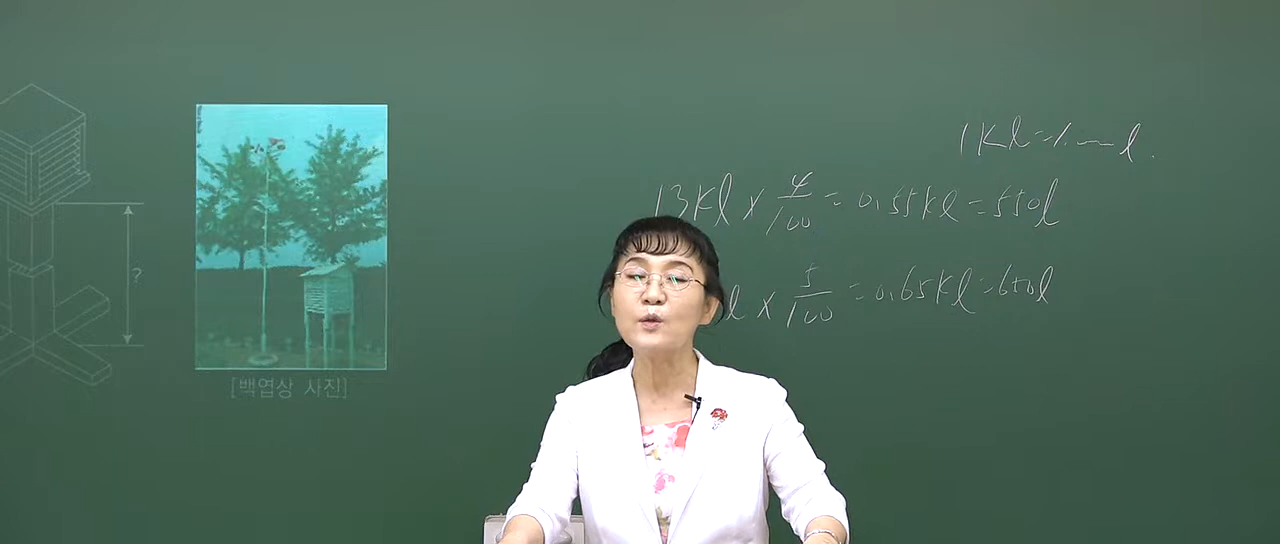 1kl = 1.000l.
13kl × 4/100 = 0.55kl = 550l
?
l × 5/100 = 0.65kl = 650l
[백엽상 사진]